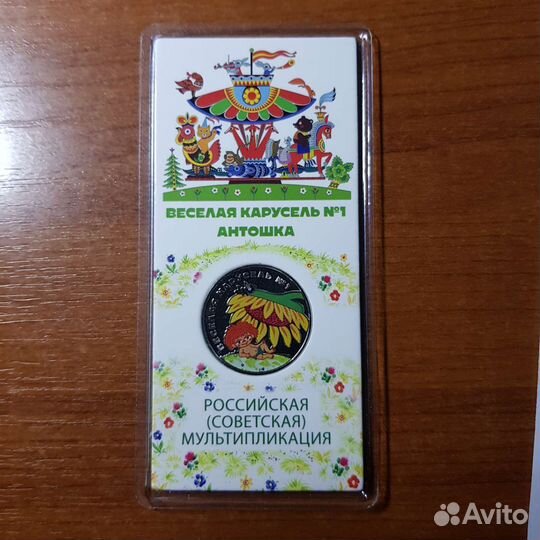 ВЕСЕЛАЯ КАРУСЕЛЬ №1
АНТОШКА
ВЕСЕЛАЯ КАРУСЕЛЬ №1
РОССИЙСКАЯ
(СОВЕТСКАЯ)
МУЛЬТИПЛИКАЦИЯ
Avito